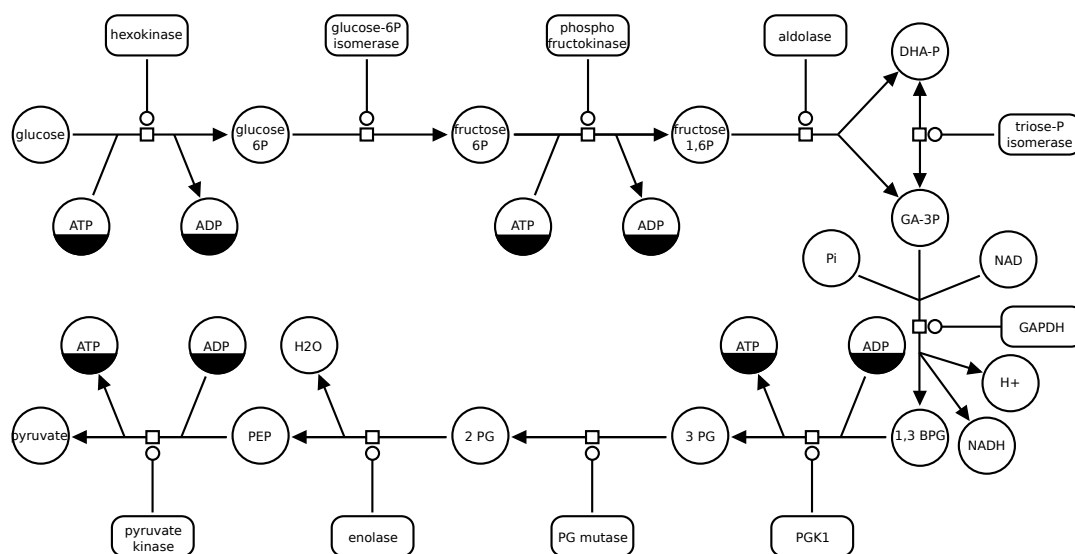 hexokinase
glucose-6P
isomerase
phospho
fructokinase
aldolase
DHA-P
glucose
glucose
6P
fructose
6P
fructose
1,6P
triose-P
isomerase
ATP
ADP
ATP
ADP
GA-3P
Pi
NAD
GAPDH
ATP
ADP
H2O
ATP
ADP
H+
pyruvate
PEP
2 PG
3 PG
1,3 BPG
NADH
pyruvate
kinase
enolase
PG mutase
PGK1